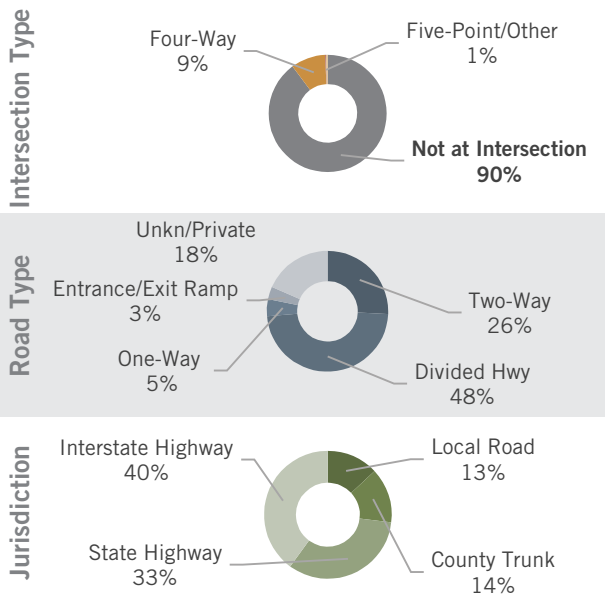 Intersection Type
Four-Way
9%
Five-Point/Other
1%
Not at Intersection
90%
Road Type
Unkn/Private
18%
Entrance/Exit Ramp
3%
One-Way
5%
Two-Way
26%
Divided Hwy
48%
Jurisdiction
Interstate Highway
40%
State Highway
33%
Local Road
13%
County Trunk
14%